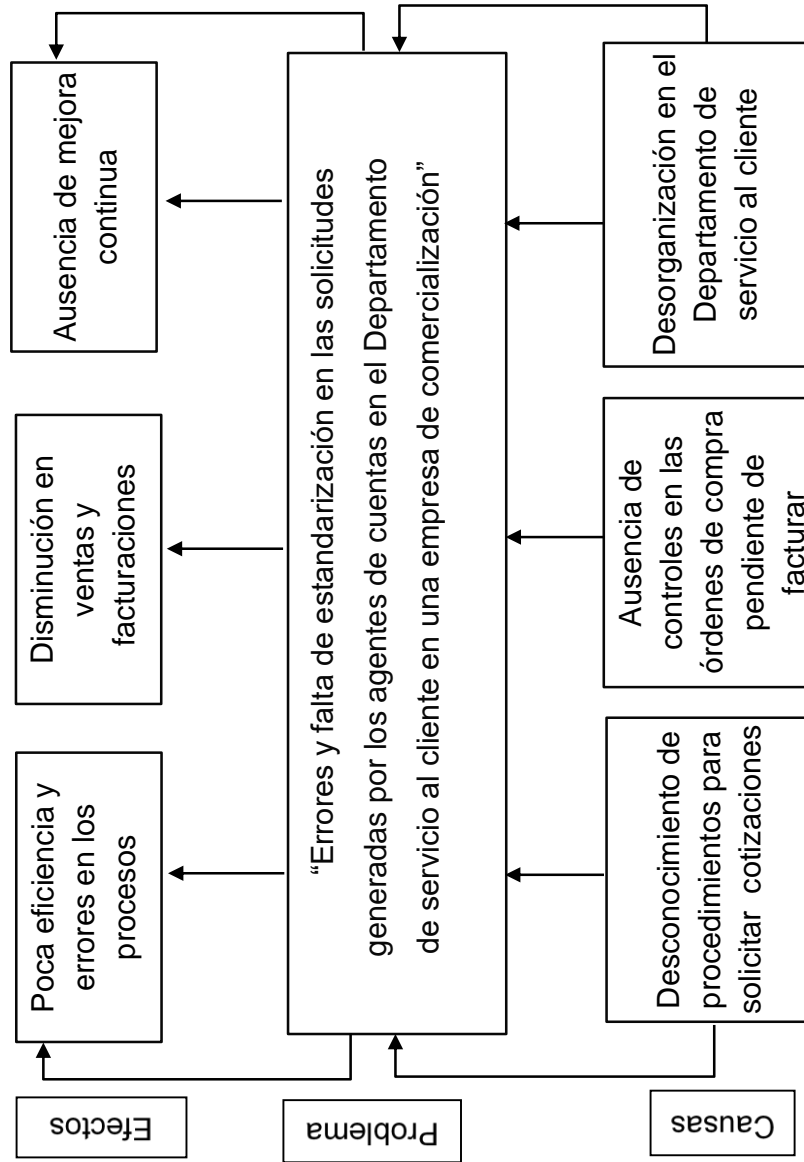 Efectos
Poca eficiencia y
errores en los
procesos
Disminución en
ventas y
facturaciones
Ausencia de mejora
continua
Problema
“Errores y falta de estandarización en las solicitudes
generadas por los agentes de cuentas en el Departamento
de servicio al cliente en una empresa de comercialización”
Causas
Desconocimiento de
procedimientos para
solicitar cotizaciones
Ausencia de
controles en las
órdenes de compra
pendiente de
facturar
Desorganización en el
Departamento de
servicio al cliente